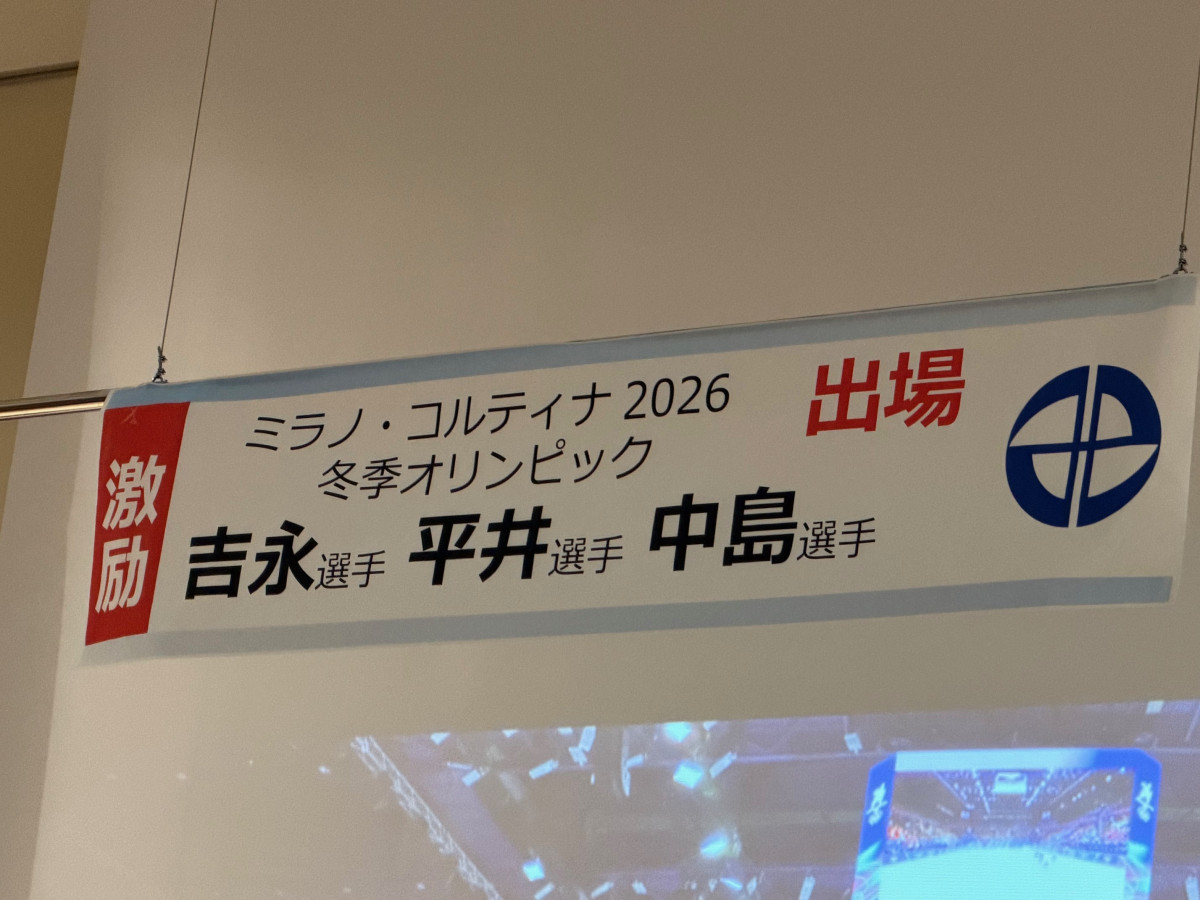 激励
ミラノ・コルティナ 2026
冬季オリンピック
出場
吉永選手 平井選手 中島選手